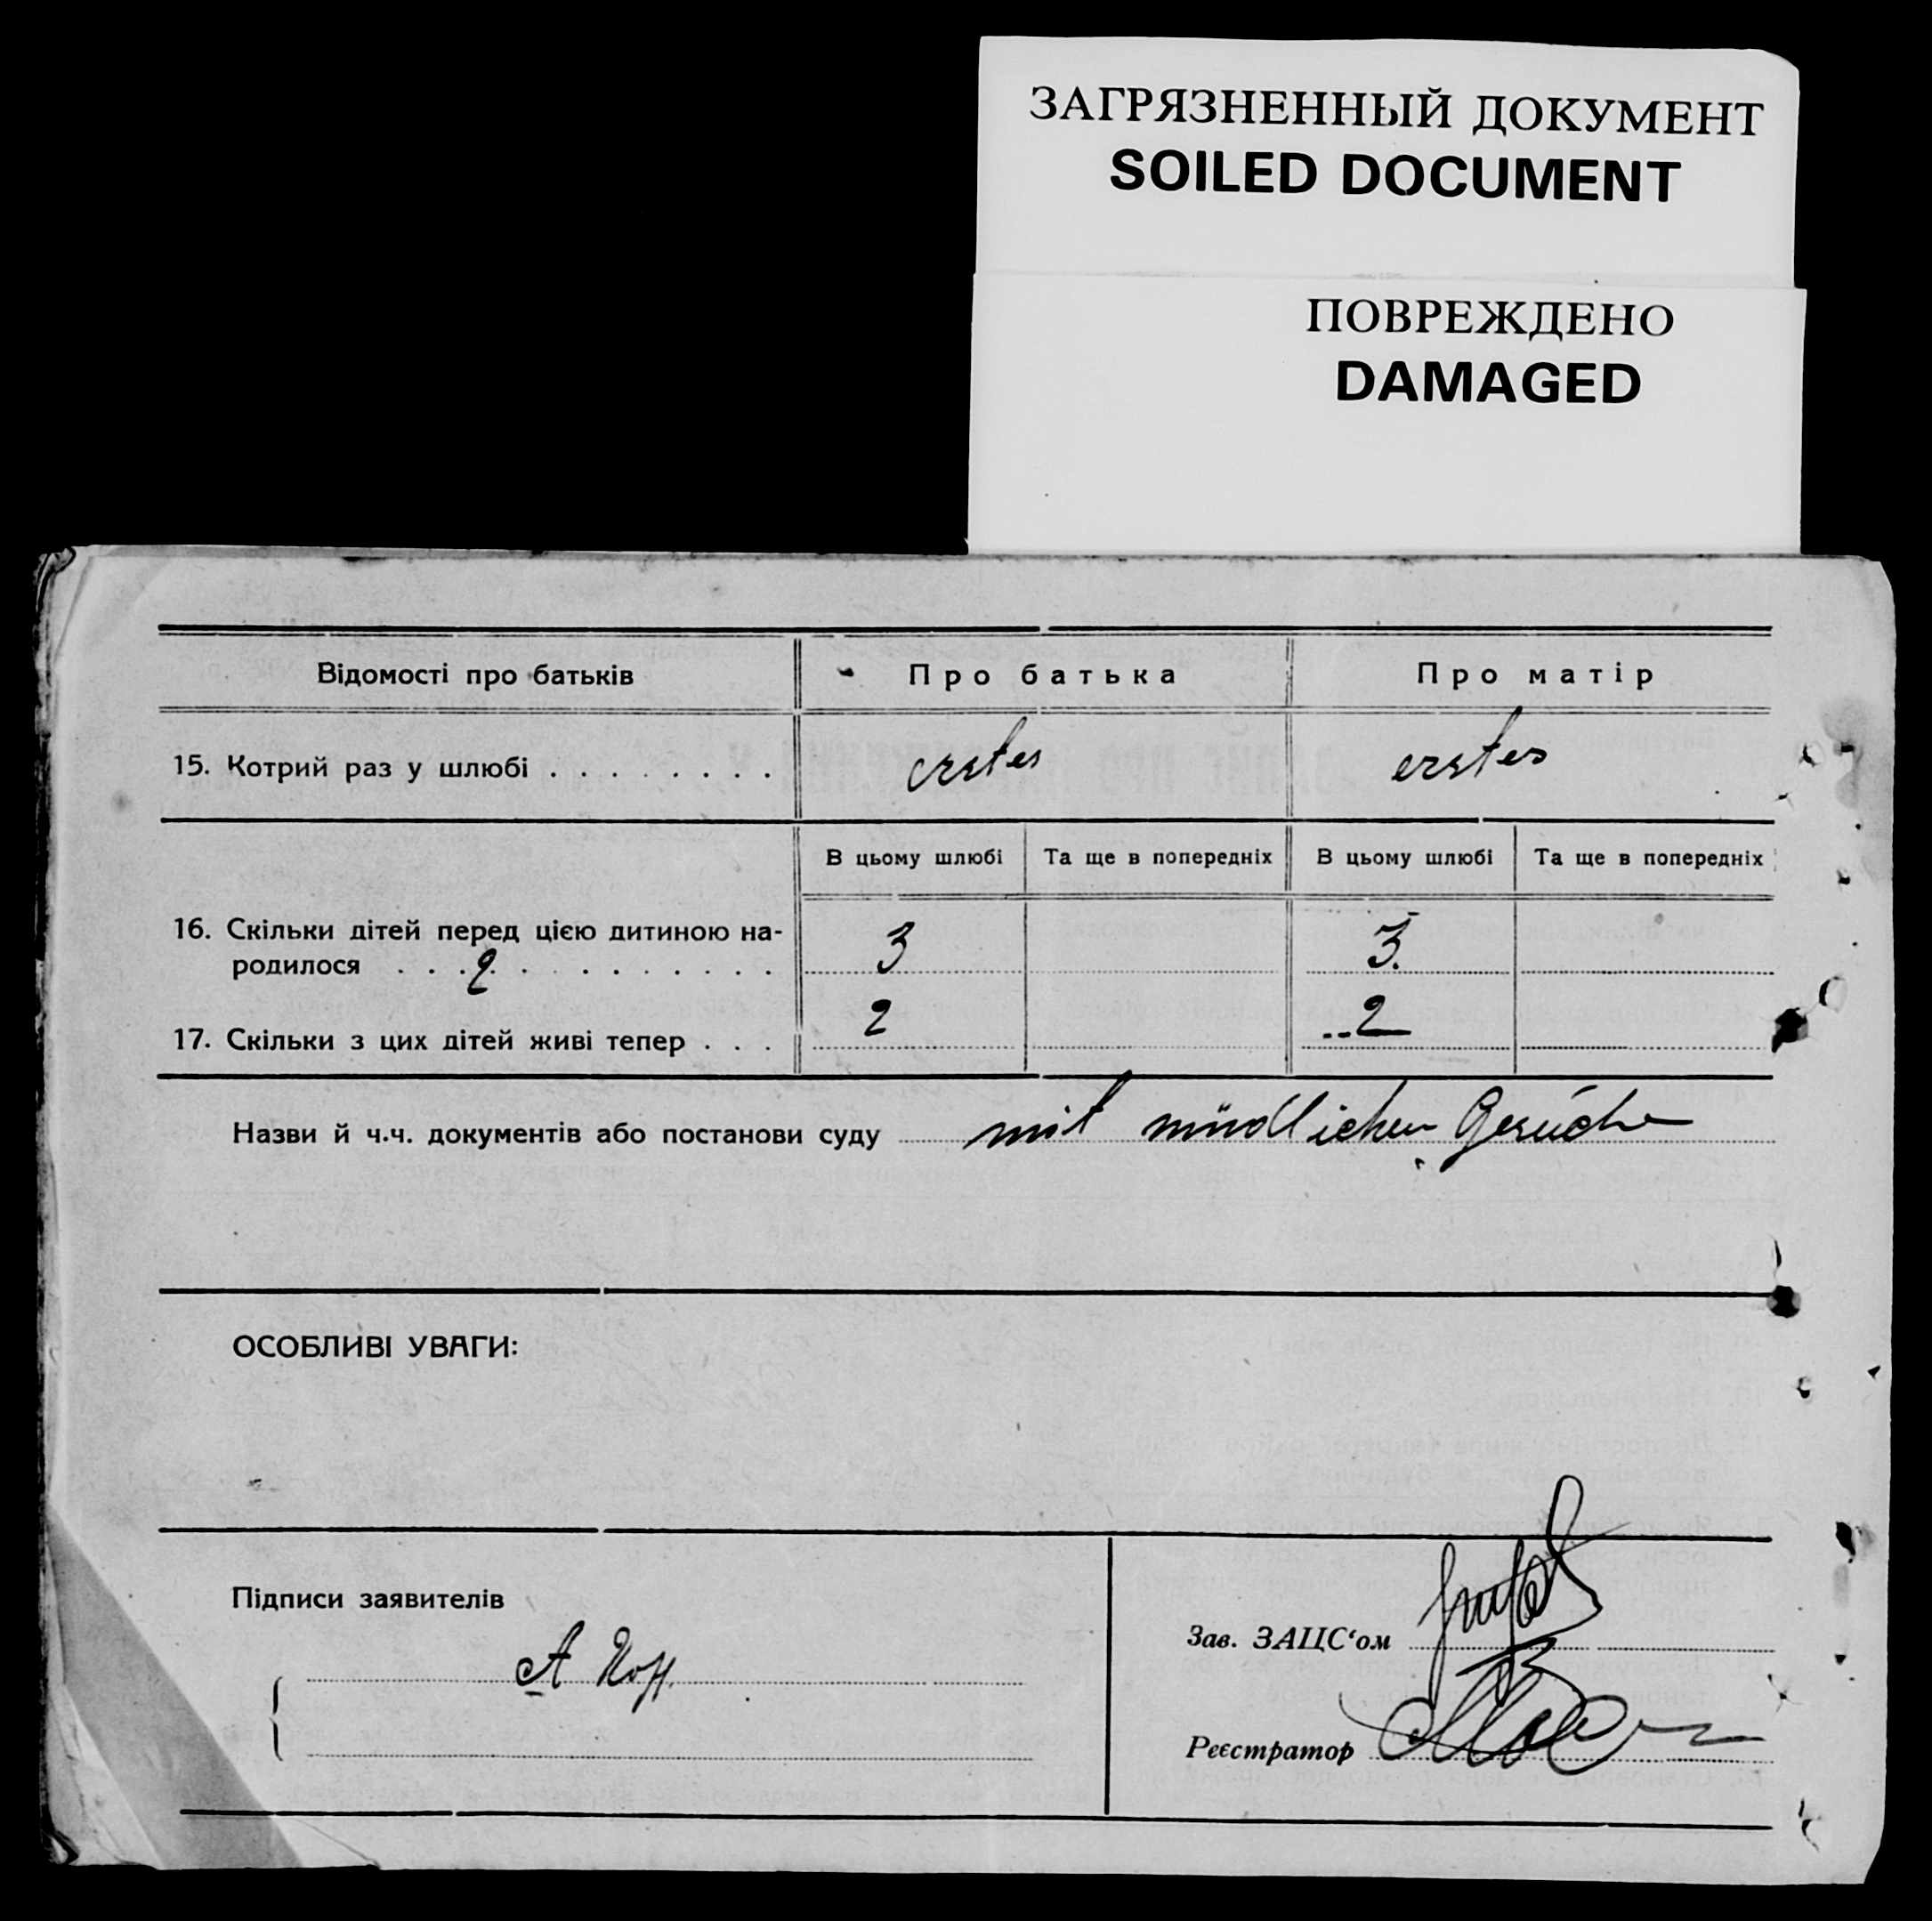 ЗАГРЯЗНЕННЫЙ ДОКУМЕНТ
SOILED DOCUMENT
ПОВРЕЖДЕНО
DAMAGED
Відомості про батьків Про батька Про матір
15. Котрий раз у шлюбі . . . . . . . . erstes erstes
В цьому шлюбі Та ще в попередніх В цьому шлюбі Та ще в попередніх
16. Скільки дітей перед цією дитиною на-
родилося . . . . . . . . . . . . 3 3.
17. Скільки з цих дітей живі тепер . . . 2 2
Назви й ч.ч. документів або постанови суду mit mündlichen Gesuche
ОСОБЛИВІ УВАГИ:
Підписи заявителів
Зав. ЗАЦС‘ом
А
Реєстратор